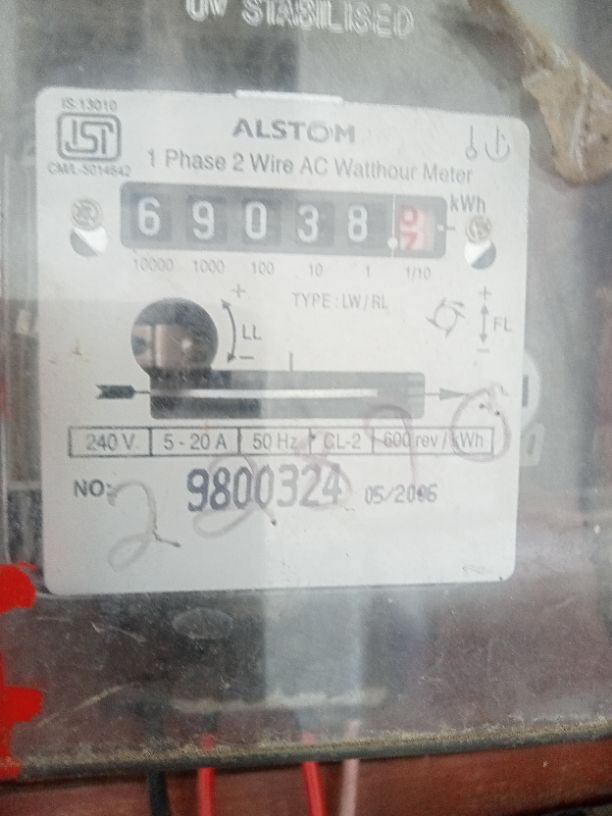 UV STABILISED
IS:13010
ISI
CM/L-5014642
ALSTOM
1 Phase 2 Wire AC Watthour Meter
6 9 0 3 8 kWh
10000 1000 100 10 1 1/10
TYPE : LW/RL
+ LL −
+ FL −
240 V 5 - 20 A 50 Hz CL-2 600 rev / kWh
NO: 9800324 05/2006